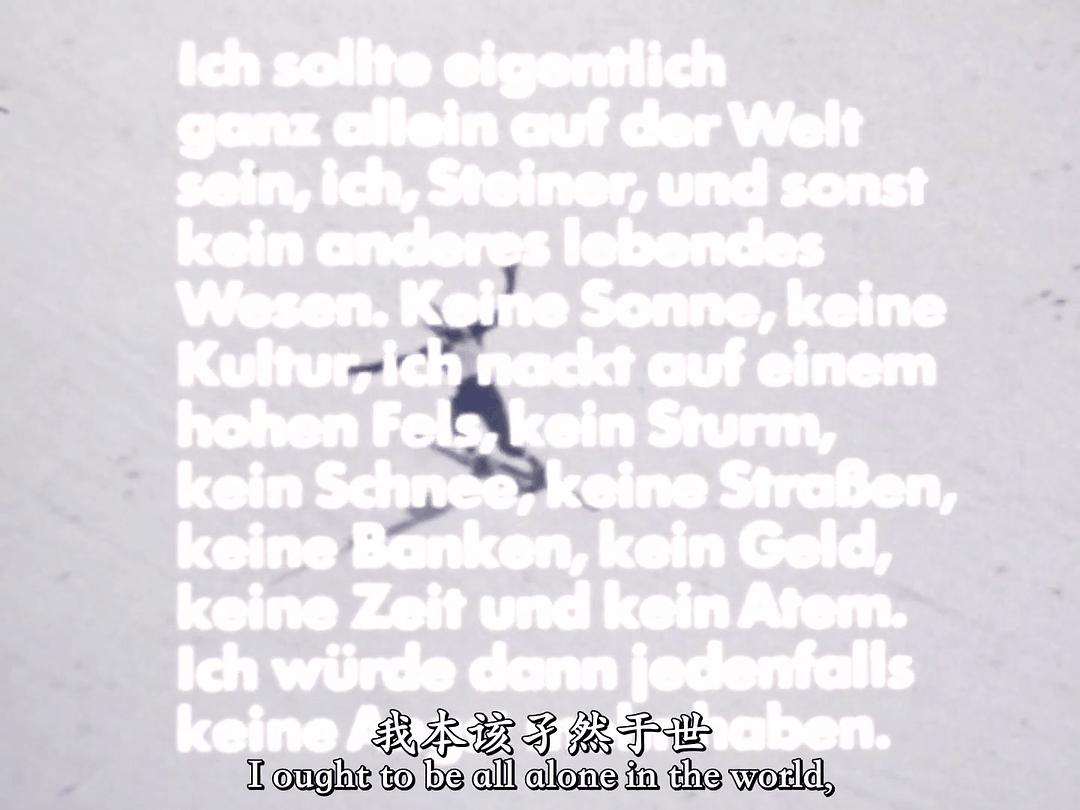 Ich sollte eigentlich
ganz allein auf der Welt
sein, ich, Steiner, und sonst
kein anderes lebendes
Wesen. Keine Sonne, keine
Kultur, ich nackt auf einem
hohen Fels, kein Sturm,
kein Schnee, keine Straßen,
keine Banken, kein Geld,
keine Zeit und kein Atem.
Ich würde dann jedenfalls
keine haben.
我本该孑然于世
I ought to be all alone in the world,